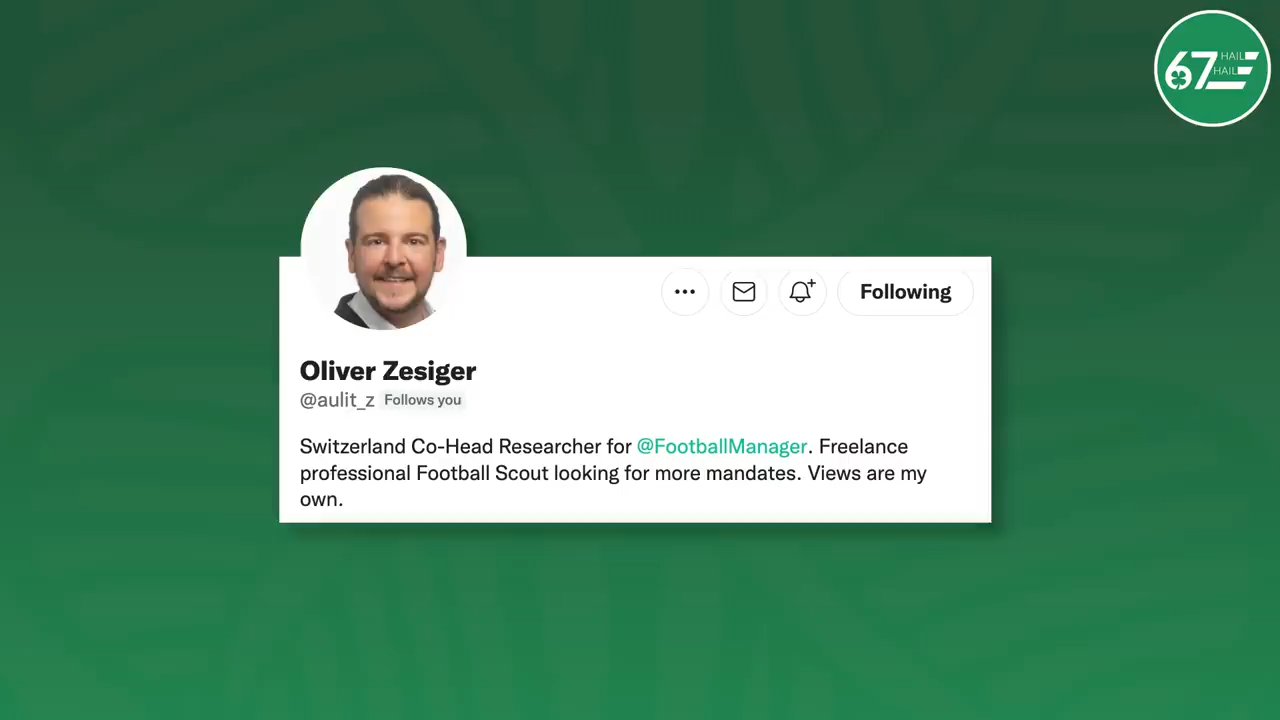 67 HAIL
HAIL
Following
Oliver Zesiger
@aulit_z Follows you
Switzerland Co-Head Researcher for @FootballManager. Freelance
professional Football Scout looking for more mandates. Views are my
own.